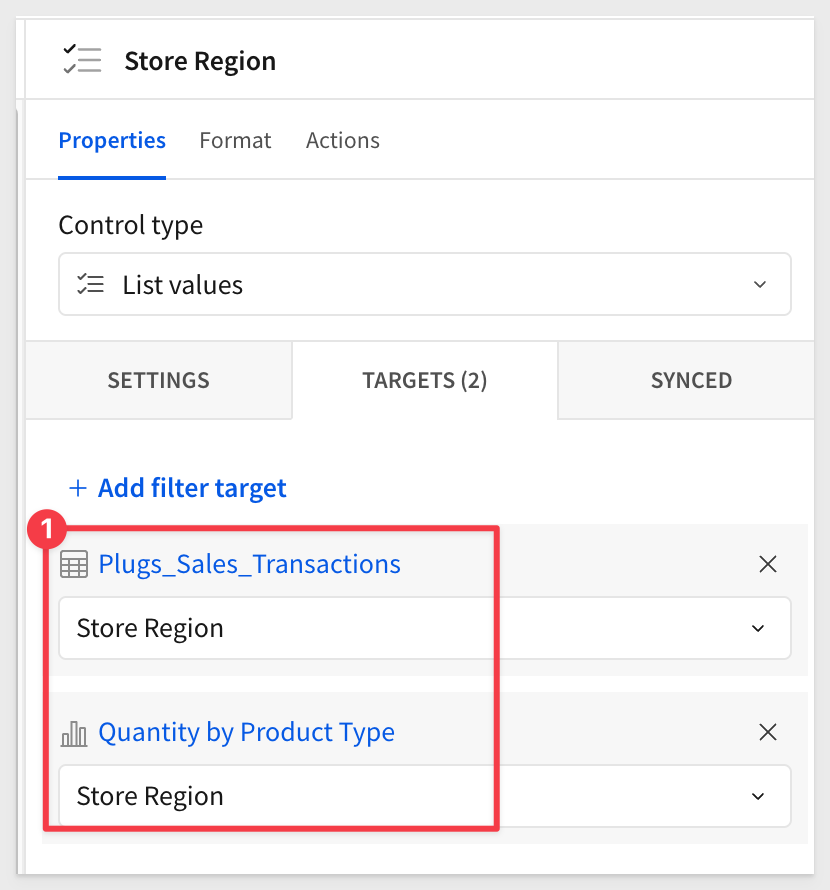 Store Region
Properties Format Actions
Control type
List values
SETTINGS TARGETS (2) SYNCED
+ Add filter target
1
Plugs_Sales_Transactions
Store Region
Quantity by Product Type
Store Region